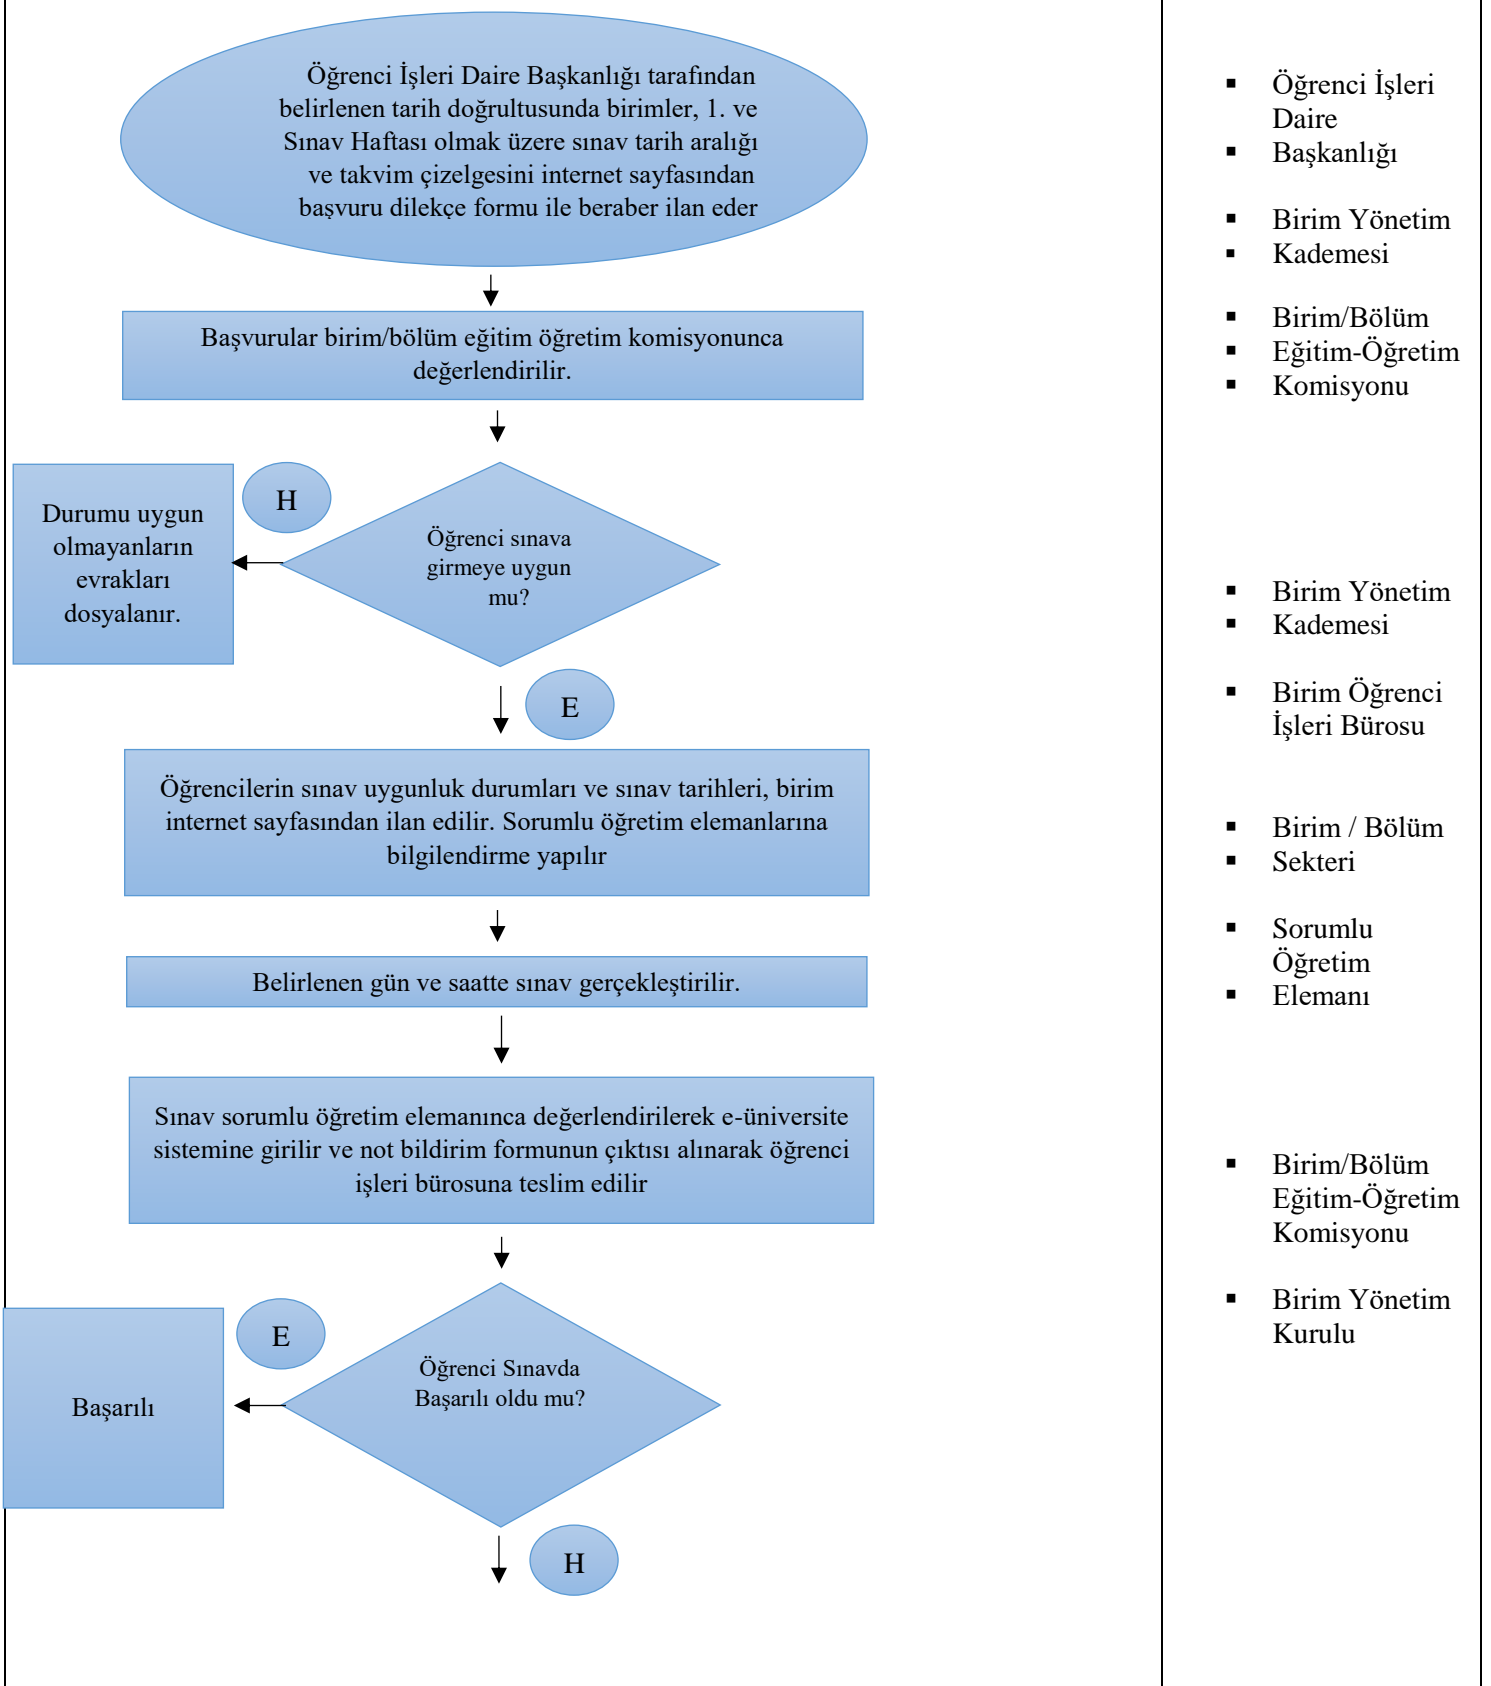 Öğrenci İşleri Daire Başkanlığı tarafından
belirlenen tarih doğrultusunda birimler, 1. ve
Sınav Haftası olmak üzere sınav tarih aralığı
ve takvim çizelgesini internet sayfasından
başvuru dilekçe formu ile beraber ilan eder
Başvurular birim/bölüm eğitim öğretim komisyonunca
değerlendirilir.
H
Durumu uygun
olmayanların
evrakları
dosyalanır.
Öğrenci sınava
girmeye uygun
mu?
E
Öğrencilerin sınav uygunluk durumları ve sınav tarihleri, birim
internet sayfasından ilan edilir. Sorumlu öğretim elemanlarına
bilgilendirme yapılır
Belirlenen gün ve saatte sınav gerçekleştirilir.
Sınav sorumlu öğretim elemanınca değerlendirilerek e-üniversite
sistemine girilir ve not bildirim formunun çıktısı alınarak öğrenci
işleri bürosuna teslim edilir
E
Başarılı
Öğrenci Sınavda
Başarılı oldu mu?
H
▪ Öğrenci İşleri
Daire
▪ Başkanlığı
▪ Birim Yönetim
▪ Kademesi
▪ Birim/Bölüm
▪ Eğitim-Öğretim
▪ Komisyonu
▪ Birim Yönetim
▪ Kademesi
▪ Birim Öğrenci
İşleri Bürosu
▪ Birim / Bölüm
▪ Sekteri
▪ Sorumlu
Öğretim
▪ Elemanı
▪ Birim/Bölüm
Eğitim-Öğretim
Komisyonu
▪ Birim Yönetim
Kurulu